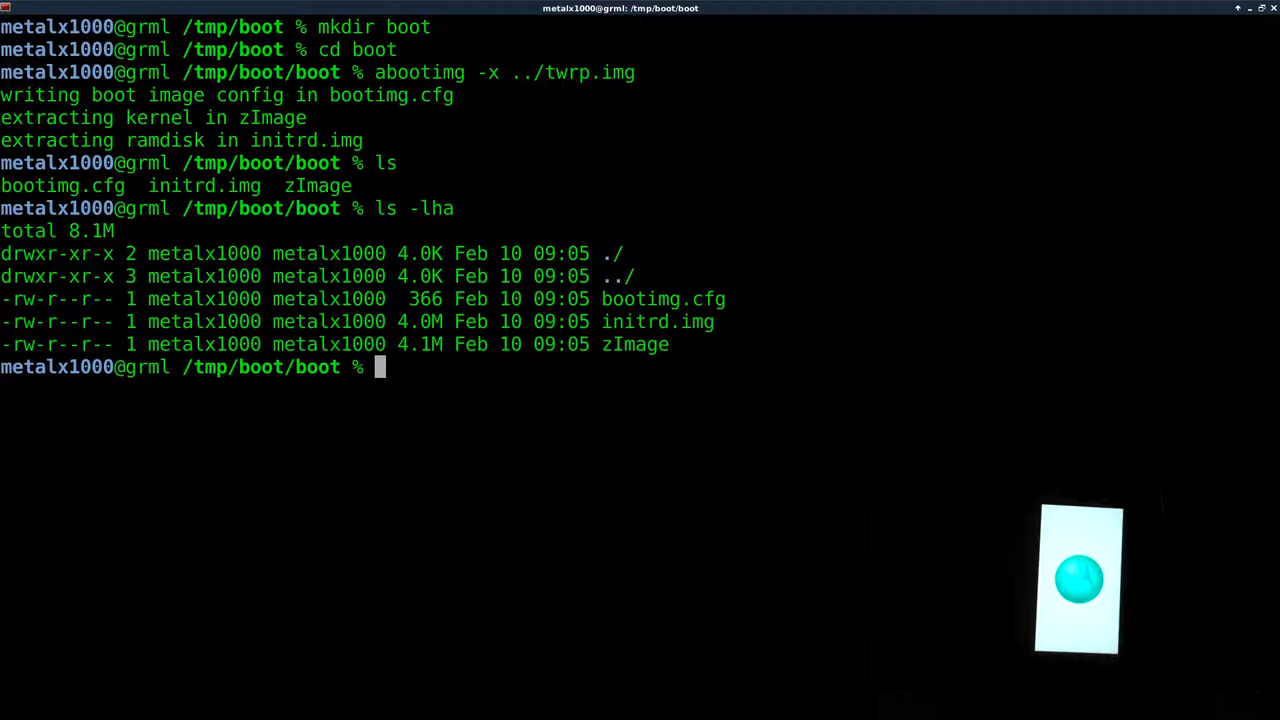 metalx1000@grml: /tmp/boot/boot
metalx1000@grml /tmp/boot % mkdir boot
metalx1000@grml /tmp/boot % cd boot
metalx1000@grml /tmp/boot/boot % abootimg -x ../twrp.img
writing boot image config in bootimg.cfg
extracting kernel in zImage
extracting ramdisk in initrd.img
metalx1000@grml /tmp/boot/boot % ls
bootimg.cfg  initrd.img  zImage
metalx1000@grml /tmp/boot/boot % ls -lha
total 8.1M
drwxr-xr-x 2 metalx1000 metalx1000 4.0K Feb 10 09:05 ./
drwxr-xr-x 3 metalx1000 metalx1000 4.0K Feb 10 09:05 ../
-rw-r--r-- 1 metalx1000 metalx1000  366 Feb 10 09:05 bootimg.cfg
-rw-r--r-- 1 metalx1000 metalx1000 4.0M Feb 10 09:05 initrd.img
-rw-r--r-- 1 metalx1000 metalx1000 4.1M Feb 10 09:05 zImage
metalx1000@grml /tmp/boot/boot %